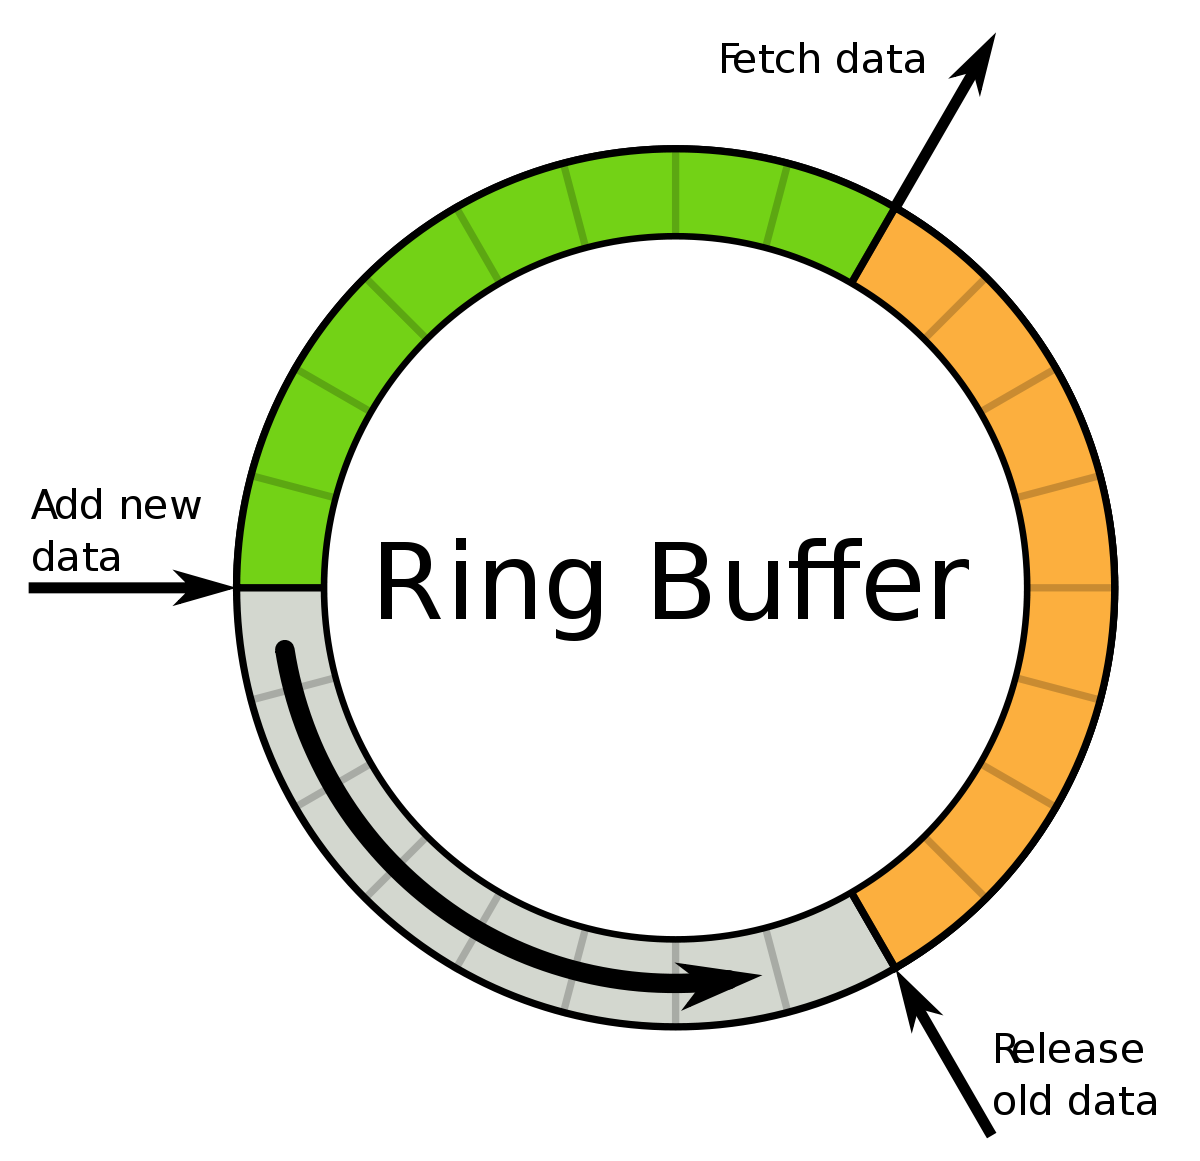 Fetch data
Add new
data
Ring Buffer
Release
old data